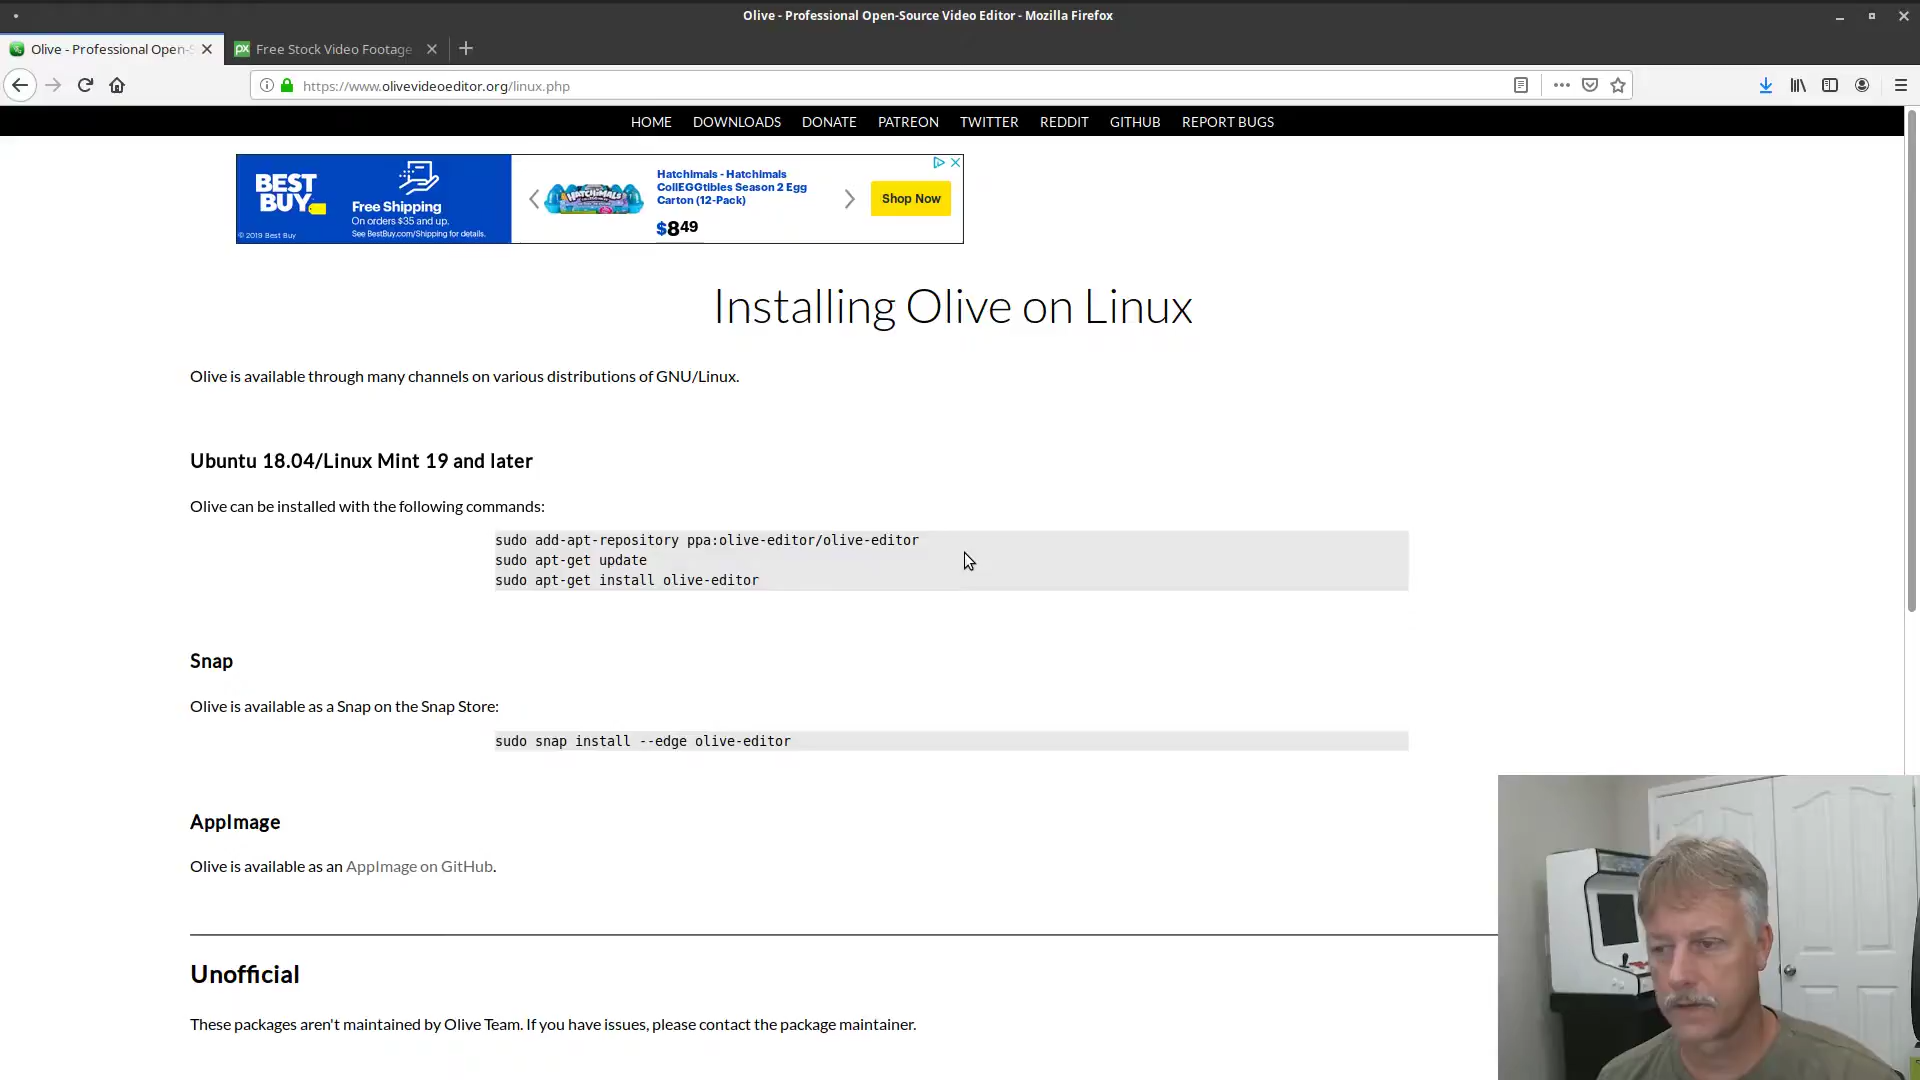 Olive - Professional Open-Source Video Editor - Mozilla Firefox
Olive - Professional Open-S
px Free Stock Video Footage
https://www.olivevideoeditor.org/linux.php
HOME DOWNLOADS DONATE PATREON TWITTER REDDIT GITHUB REPORT BUGS
BEST BUY
Free Shipping
On orders $35 and up.
See BestBuy.com/Shipping for details.
© 2019 Best Buy
HATCHIMALS
Hatchimals - Hatchimals
CollEGGtibles Season 2 Egg
Carton (12-Pack)
$8.49
Shop Now
Installing Olive on Linux
Olive is available through many channels on various distributions of GNU/Linux.
Ubuntu 18.04/Linux Mint 19 and later
Olive can be installed with the following commands:
sudo add-apt-repository ppa:olive-editor/olive-editor
sudo apt-get update
sudo apt-get install olive-editor
Snap
Olive is available as a Snap on the Snap Store:
sudo snap install --edge olive-editor
AppImage
Olive is available as an AppImage on GitHub.
Unofficial
These packages aren't maintained by Olive Team. If you have issues, please contact the package maintainer.